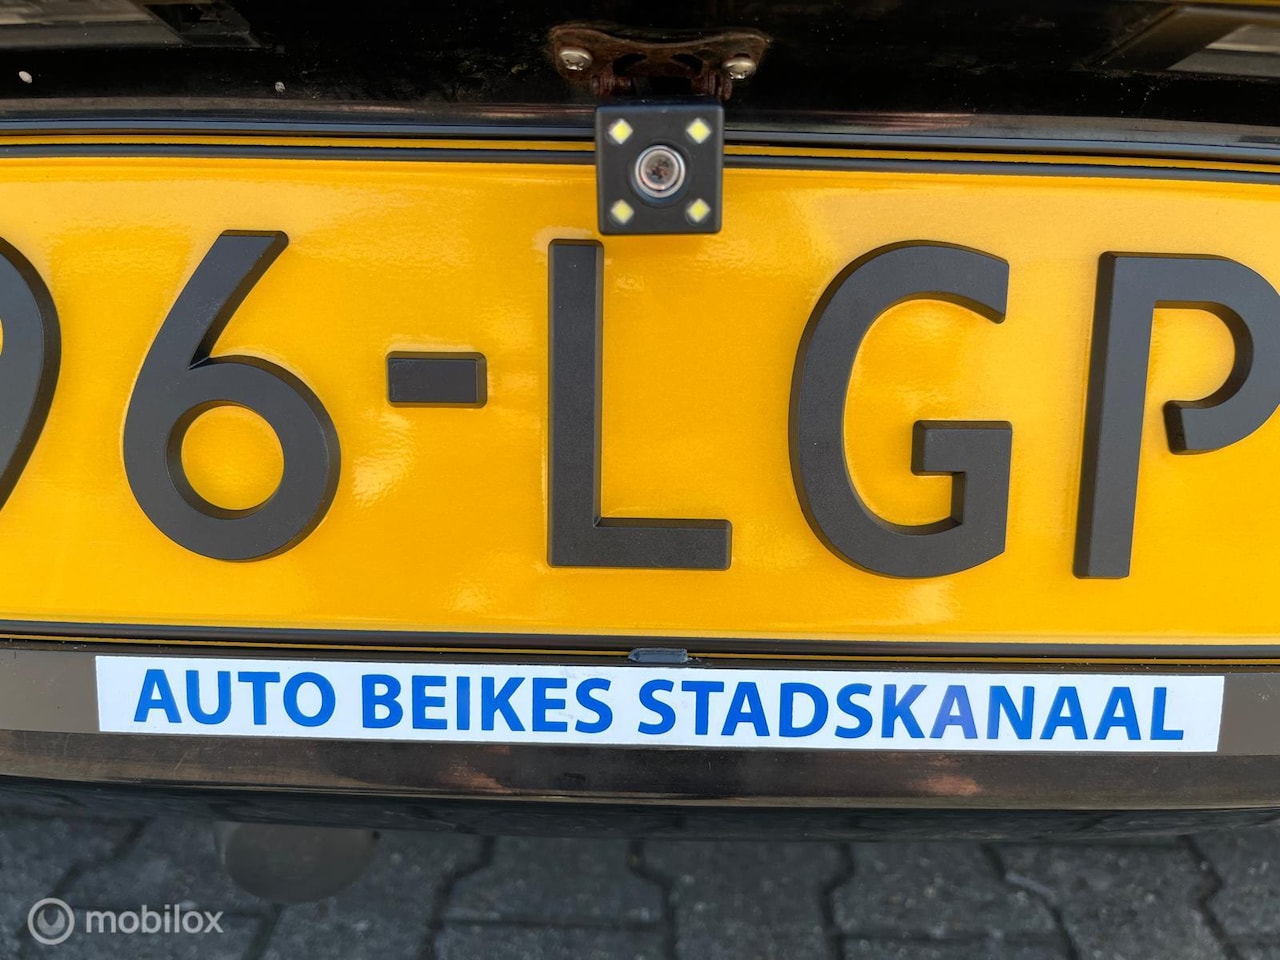 96-LGP
AUTO BEIKES STADSKANAAL
mobilox